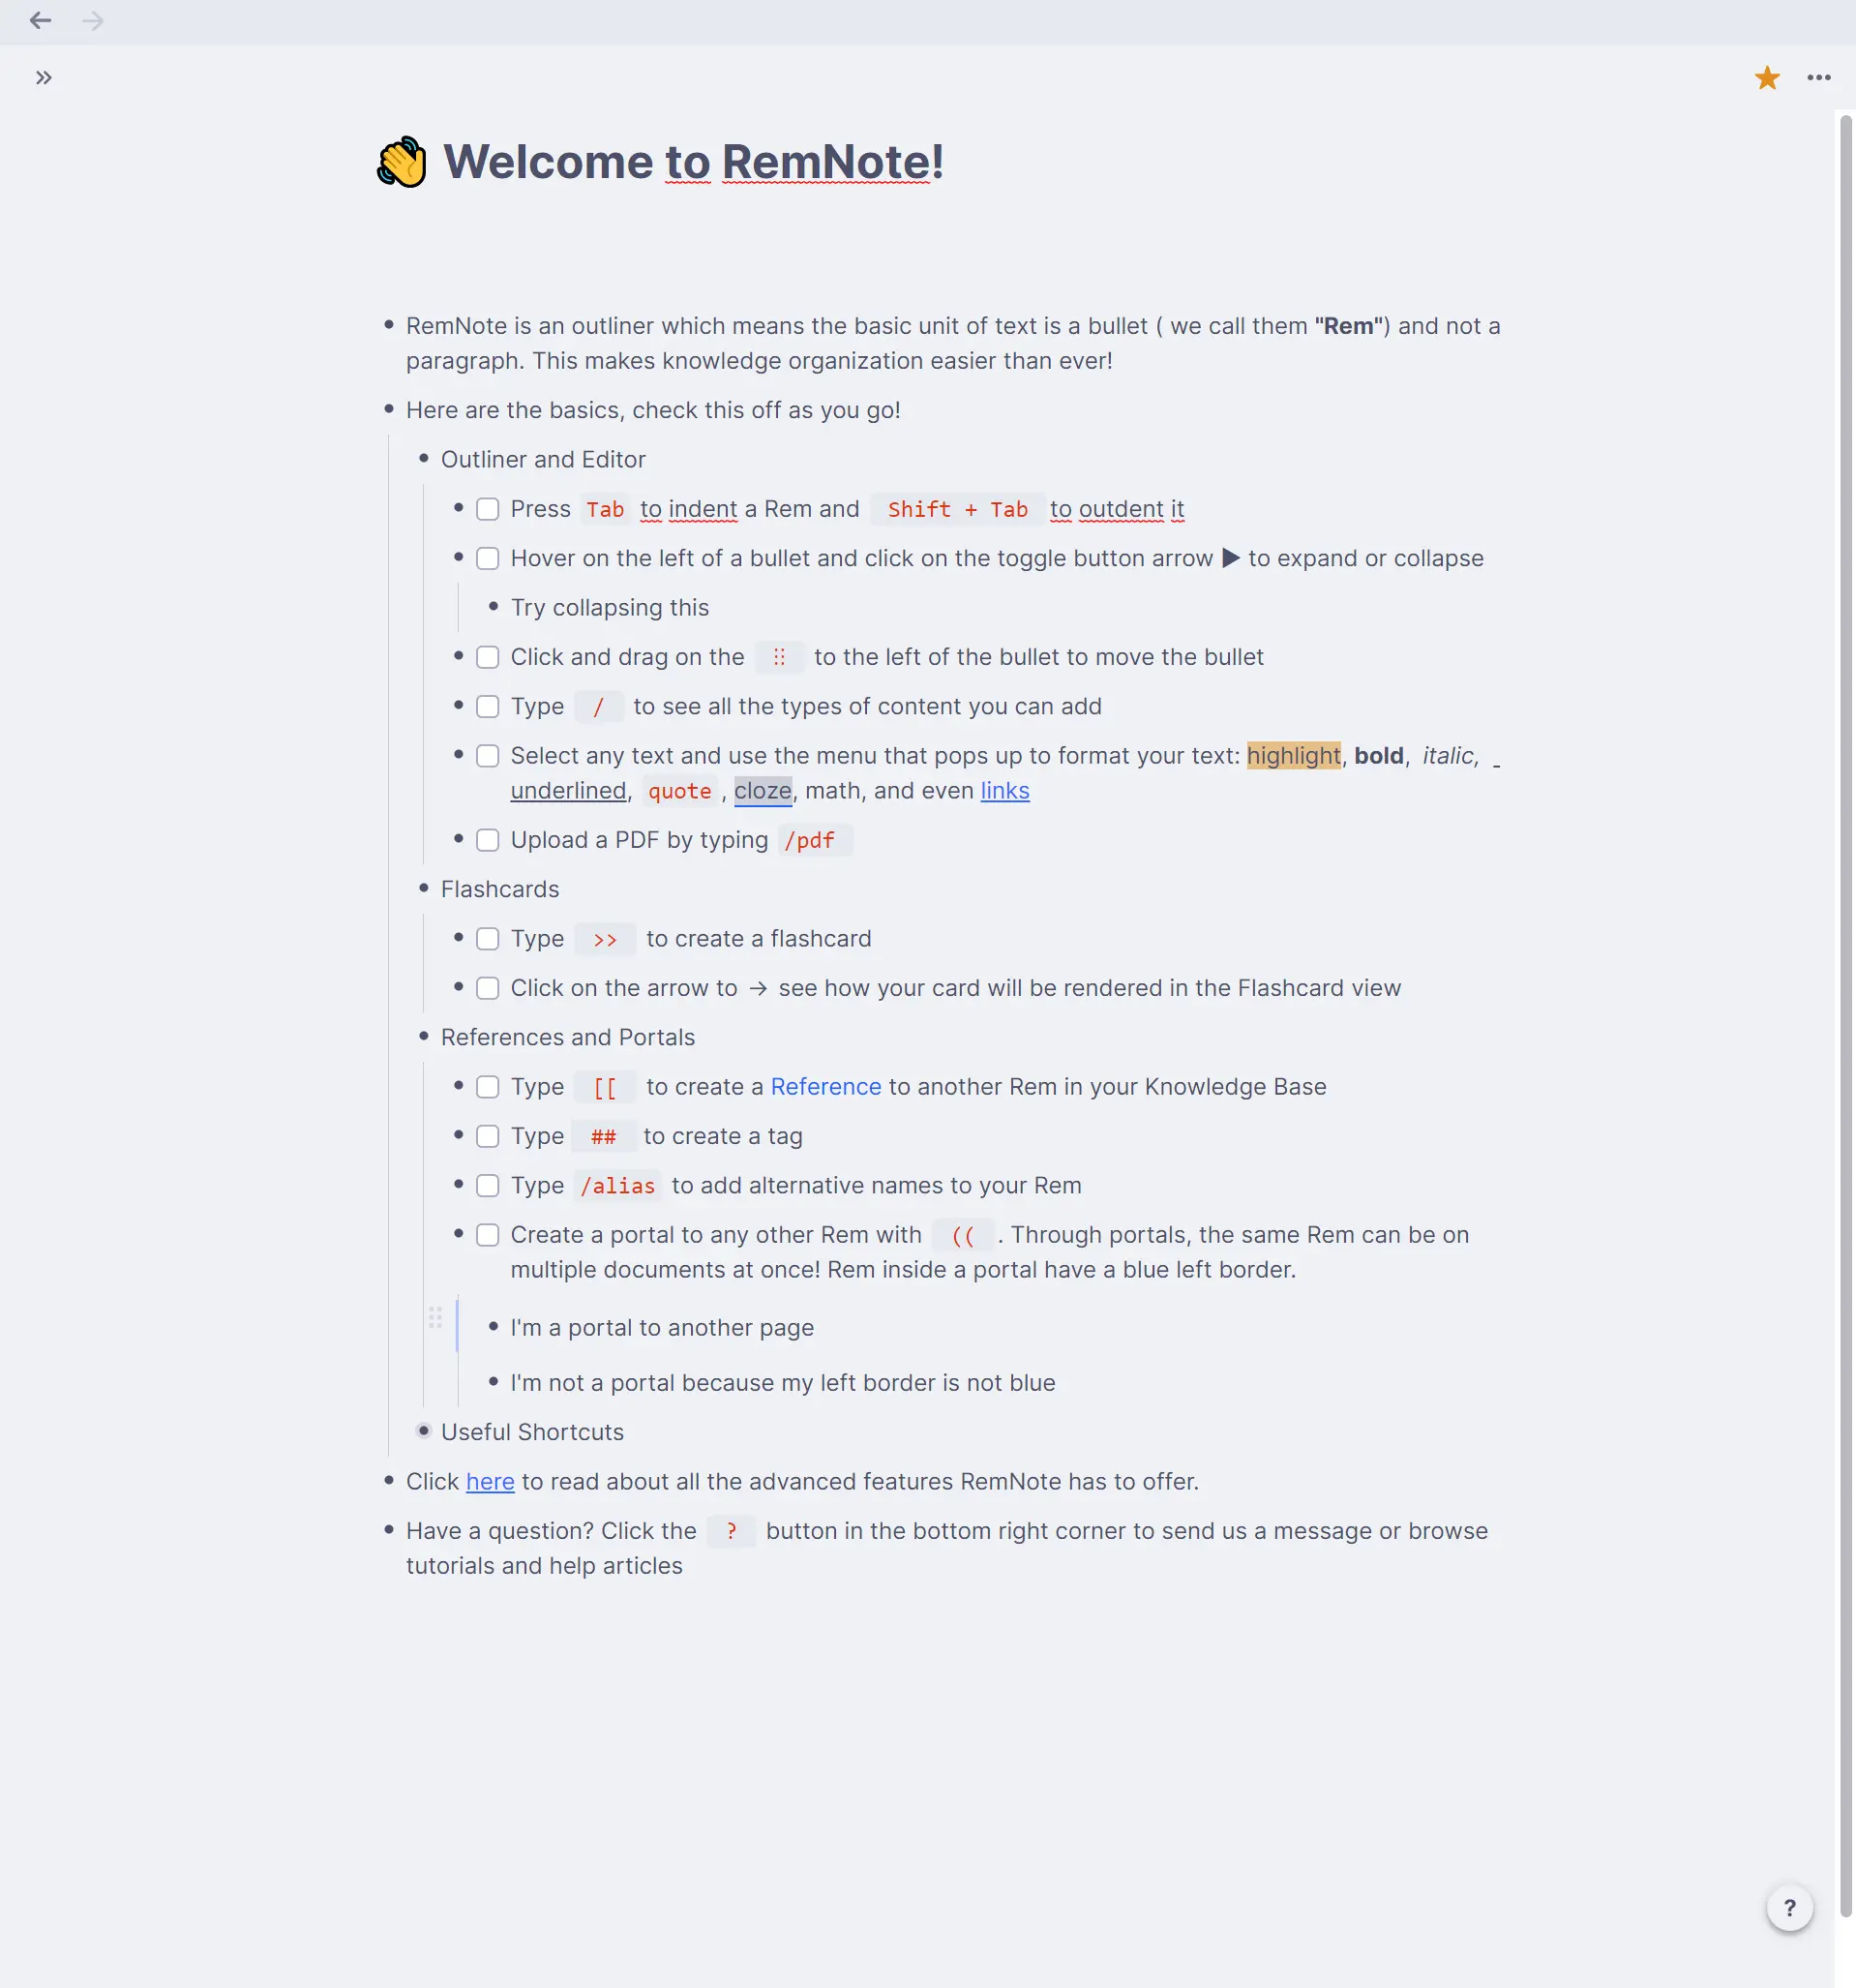 Welcome to RemNote!
RemNote is an outliner which means the basic unit of text is a bullet ( we call them "Rem") and not a
paragraph. This makes knowledge organization easier than ever!
Here are the basics, check this off as you go!
Outliner and Editor
Press Tab to indent a Rem and Shift + Tab to outdent it
Hover on the left of a bullet and click on the toggle button arrow ▶ to expand or collapse
Try collapsing this
Click and drag on the ⠿ to the left of the bullet to move the bullet
Type / to see all the types of content you can add
Select any text and use the menu that pops up to format your text: highlight, bold, italic,
underlined, quote , cloze, math, and even links
Upload a PDF by typing /pdf
Flashcards
Type >> to create a flashcard
Click on the arrow to → see how your card will be rendered in the Flashcard view
References and Portals
Type [[ to create a Reference to another Rem in your Knowledge Base
Type ## to create a tag
Type /alias to add alternative names to your Rem
Create a portal to any other Rem with (( . Through portals, the same Rem can be on
multiple documents at once! Rem inside a portal have a blue left border.
I'm a portal to another page
I'm not a portal because my left border is not blue
Useful Shortcuts
Click here to read about all the advanced features RemNote has to offer.
Have a question? Click the ? button in the bottom right corner to send us a message or browse
tutorials and help articles
?